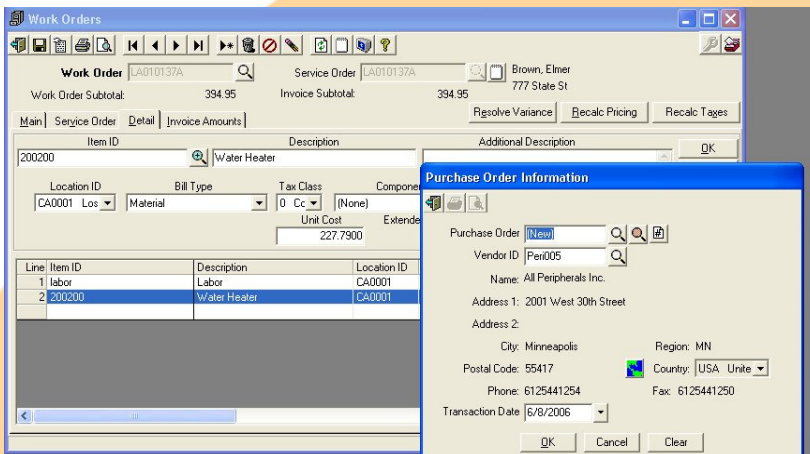 Work Orders
Work Order LA010137A Service Order LA010137A Brown, Elmer
777 State St
Work Order Subtotal: 394.95 Invoice Subtotal: 394.95
Resolve Variance Recalc Pricing Recalc Taxes
Main Service Order Detail Invoice Amounts
Item ID Description Additional Description OK
200200 Water Heater
Location ID Bill Type Tax Class Componen
CA0001 Los Material 0 Cc (None)
Unit Cost Extende
227.7900
Line Item ID Description Location ID
1 labor Labor CA0001
2 200200 Water Heater CA0001
Purchase Order Information
Purchase Order [New]
Vendor ID Peri005
Name: All Peripherals Inc.
Address 1: 2001 West 30th Street
Address 2:
City: Minneapolis Region: MN
Postal Code: 55417 Country: USA Unite
Phone: 6125441254 Fax: 6125441250
Transaction Date 6/8/2006
OK Cancel Clear